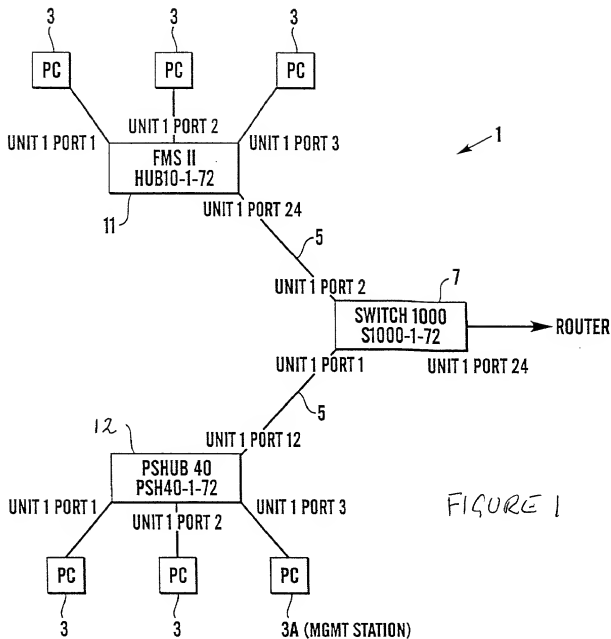 3 3 3
PC PC PC
UNIT 1 PORT 1 UNIT 1 PORT 2 UNIT 1 PORT 3
1
FMS II
HUB10-1-72
11 UNIT 1 PORT 24
5
UNIT 1 PORT 2 7
SWITCH 1000
S1000-1-72
ROUTER
UNIT 1 PORT 1 UNIT 1 PORT 24
5
12 UNIT 1 PORT 12
PSHUB 40
PSH40-1-72
UNIT 1 PORT 1 UNIT 1 PORT 2 UNIT 1 PORT 3
FIGURE 1
PC PC PC
3 3 3A (MGMT STATION)